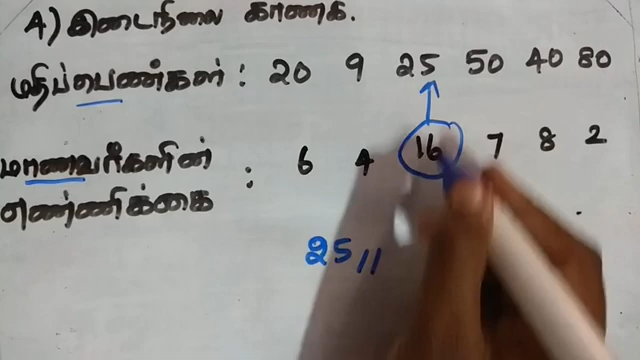 4) இடைநிலை காண்க.
மதிப்பெண்கள் : 20 9 25 50 40 80
மாணவர்களின் : 6 4 16 7 8 2
எண்ணிக்கை
25 //